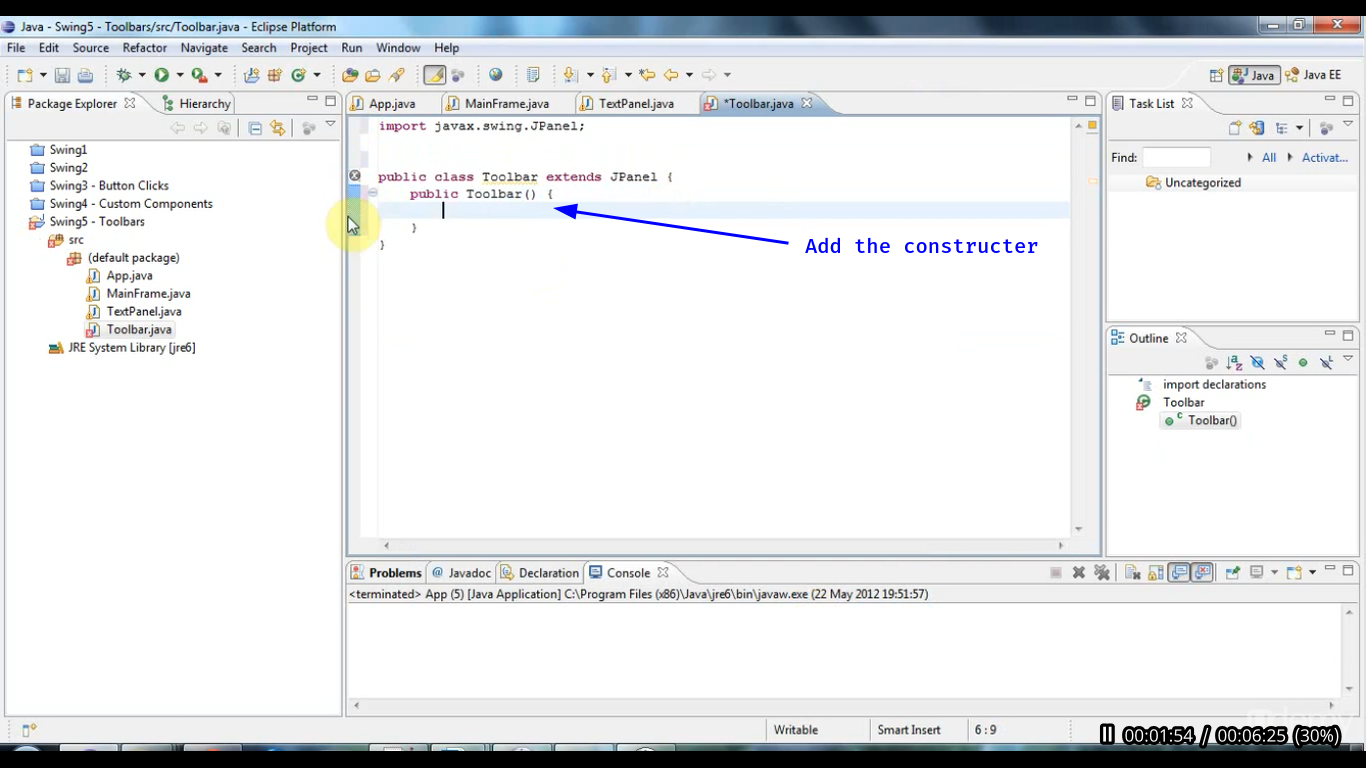 Java - Swing5 - Toolbars/src/Toolbar.java - Eclipse Platform
File Edit Source Refactor Navigate Search Project Run Window Help
Java Java EE
Package Explorer Hierarchy
App.java MainFrame.java TextPanel.java *Toolbar.java
Task List
Find: All Activat...
Uncategorized
Swing1
Swing2
Swing3 - Button Clicks
Swing4 - Custom Components
Swing5 - Toolbars
src
(default package)
App.java
MainFrame.java
TextPanel.java
Toolbar.java
JRE System Library [jre6]
import javax.swing.JPanel;
public class Toolbar extends JPanel {
public Toolbar() {
}
}
Add the constructer
Outline
import declarations
Toolbar
Toolbar()
Problems Javadoc Declaration Console
<terminated> App (5) [Java Application] C:\Program Files (x86)\Java\jre6\bin\javaw.exe (22 May 2012 19:51:57)
Writable Smart Insert 6 : 9
00:01:54 / 00:06:25 (30%)